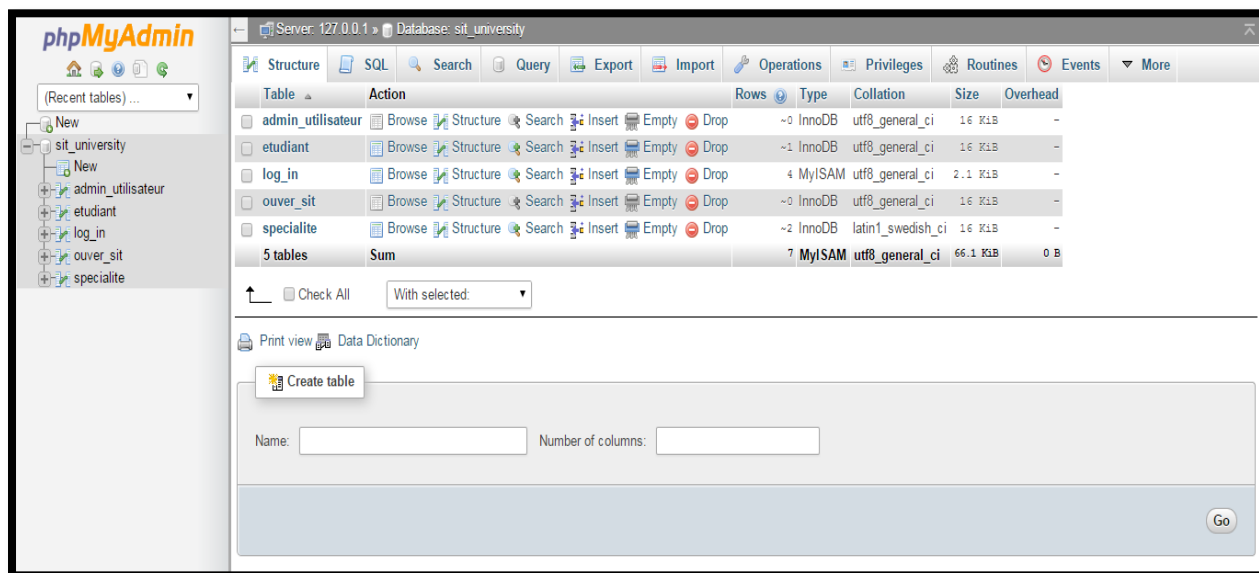 phpMyAdmin
(Recent tables) ...
New
sit_university
New
admin_utilisateur
etudiant
log_in
ouver_sit
specialite
Server: 127.0.0.1 » Database: sit_university
Structure SQL Search Query Export Import Operations Privileges Routines Events More
Table Action Rows Type Collation Size Overhead
admin_utilisateur Browse Structure Search Insert Empty Drop ~0 InnoDB utf8_general_ci 16 KiB -
etudiant Browse Structure Search Insert Empty Drop ~1 InnoDB utf8_general_ci 16 KiB -
log_in Browse Structure Search Insert Empty Drop 4 MyISAM utf8_general_ci 2.1 KiB -
ouver_sit Browse Structure Search Insert Empty Drop ~0 InnoDB utf8_general_ci 16 KiB -
specialite Browse Structure Search Insert Empty Drop ~2 InnoDB latin1_swedish_ci 16 KiB -
5 tables Sum 7 MyISAM utf8_general_ci 66.1 KiB 0 B
Check All With selected:
Print view Data Dictionary
Create table
Name: Number of columns:
Go